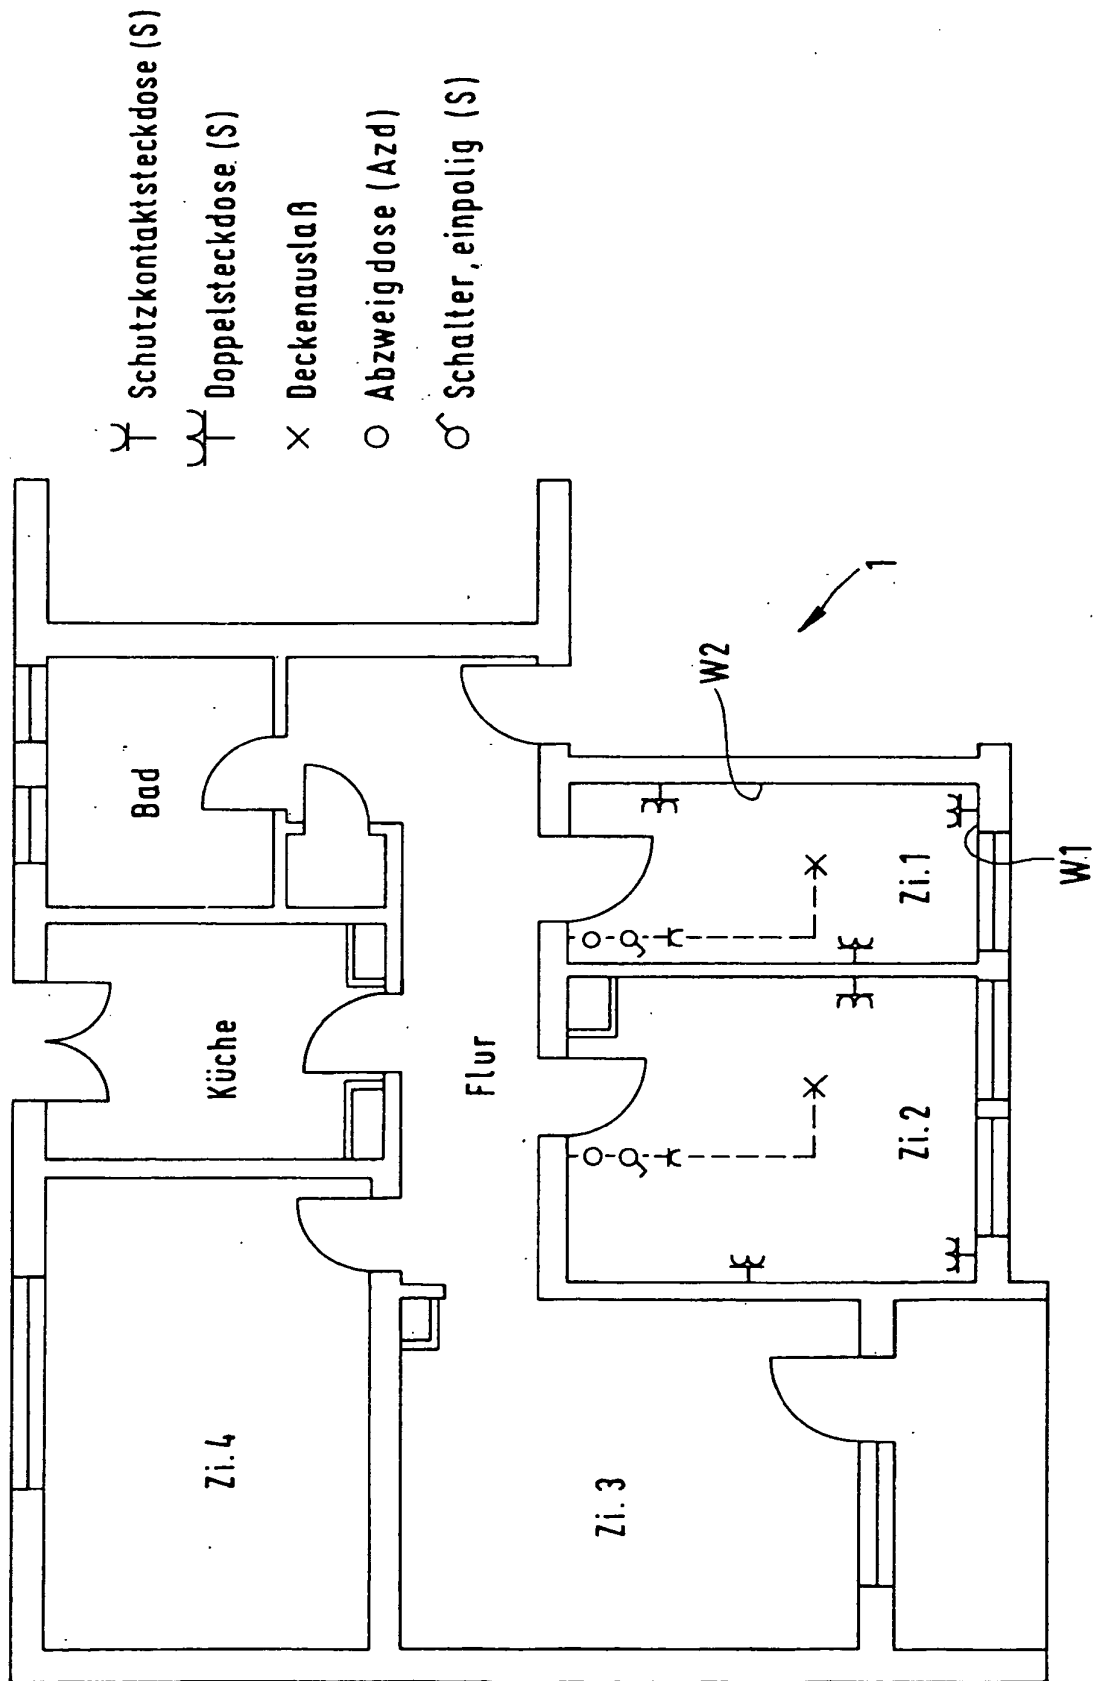 Schutzkontaktsteckdose (S)
Doppelsteckdose (S)
Deckenauslaß
Abzweigdose (Azd)
Schalter, einpolig (S)
Bad
Küche
Flur
Zi.4
Zi.3
Zi.2
Zi.1
W2
W1
1